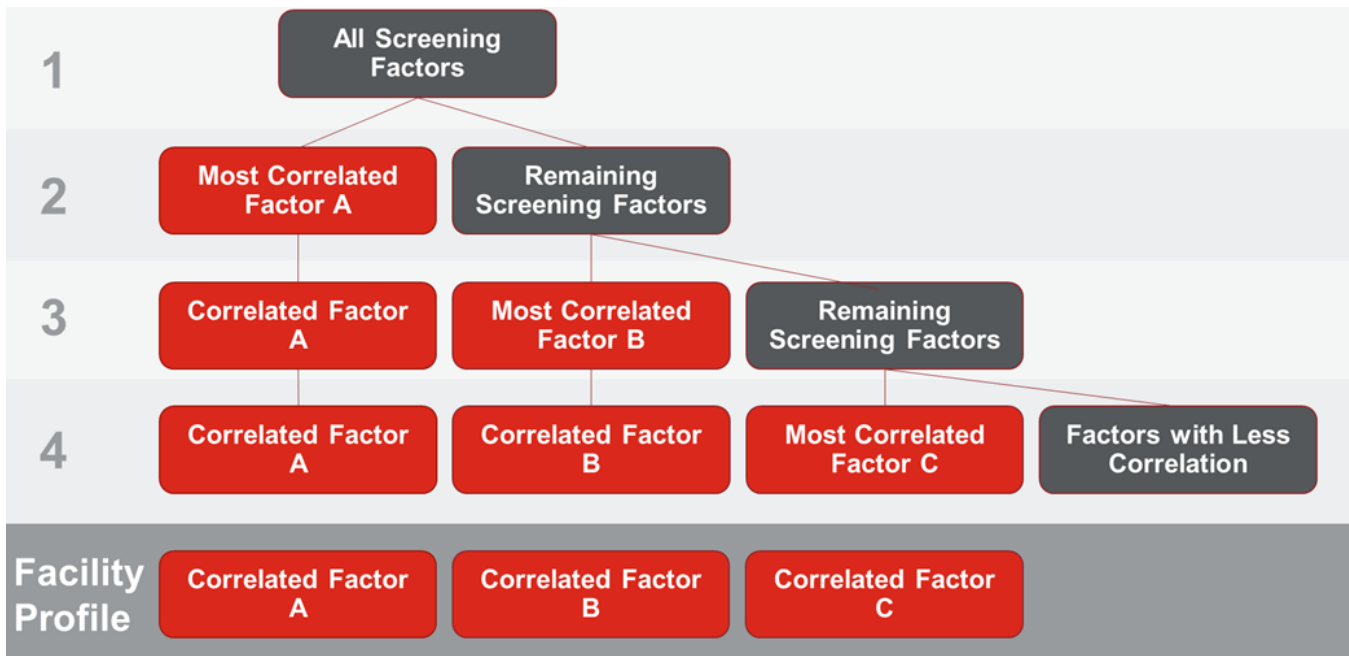 1
All Screening
Factors
2
Most Correlated
Factor A
Remaining
Screening Factors
3
Correlated Factor
A
Most Correlated
Factor B
Remaining
Screening Factors
4
Correlated Factor
A
Correlated Factor
B
Most Correlated
Factor C
Factors with Less
Correlation
Facility
Profile
Correlated Factor
A
Correlated Factor
B
Correlated Factor
C